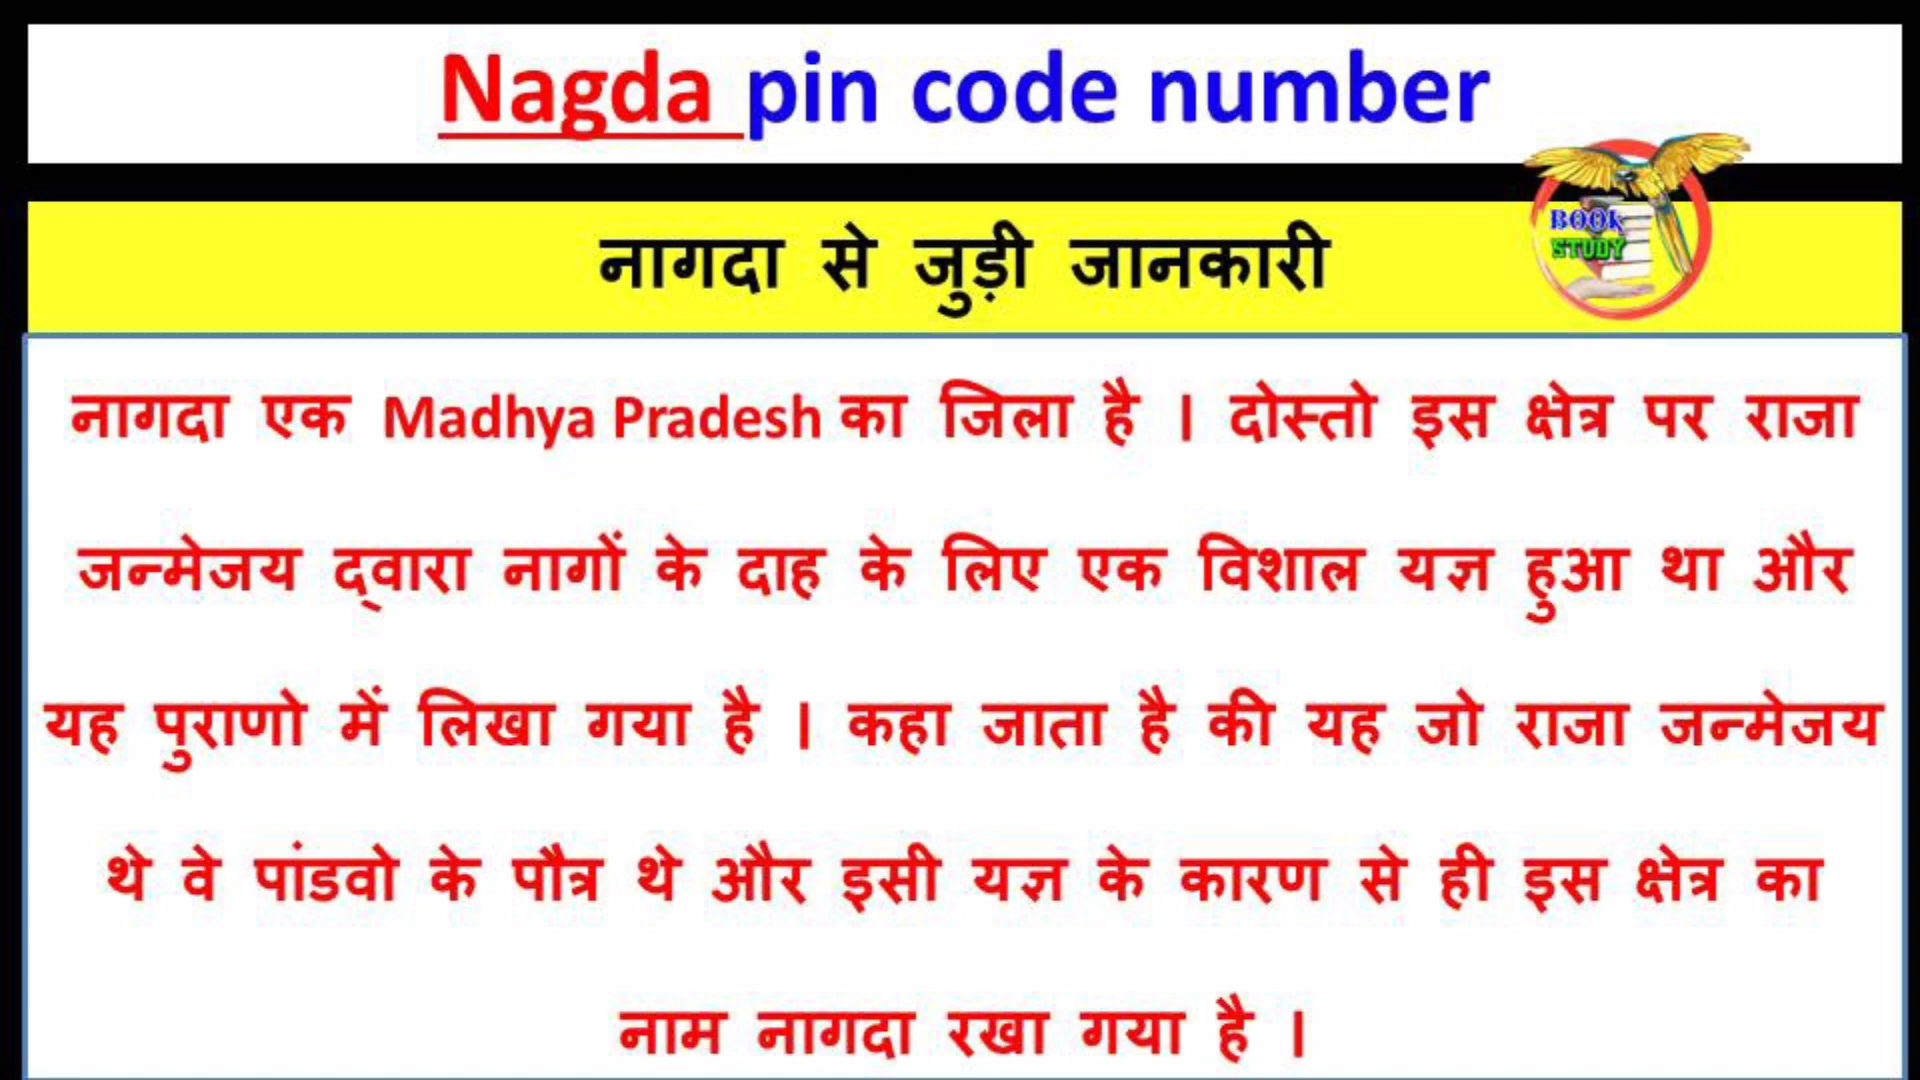 Nagda pin code number
BOOK
STUDY
नागदा से जुड़ी जानकारी
नागदा एक Madhya Pradesh का जिला है । दोस्तो इस क्षेत्र पर राजा
जन्मेजय द्वारा नागों के दाह के लिए एक विशाल यज्ञ हुआ था और
यह पुराणो में लिखा गया है । कहा जाता है की यह जो राजा जन्मेजय
थे वे पांडवो के पौत्र थे और इसी यज्ञ के कारण से ही इस क्षेत्र का
नाम नागदा रखा गया है ।